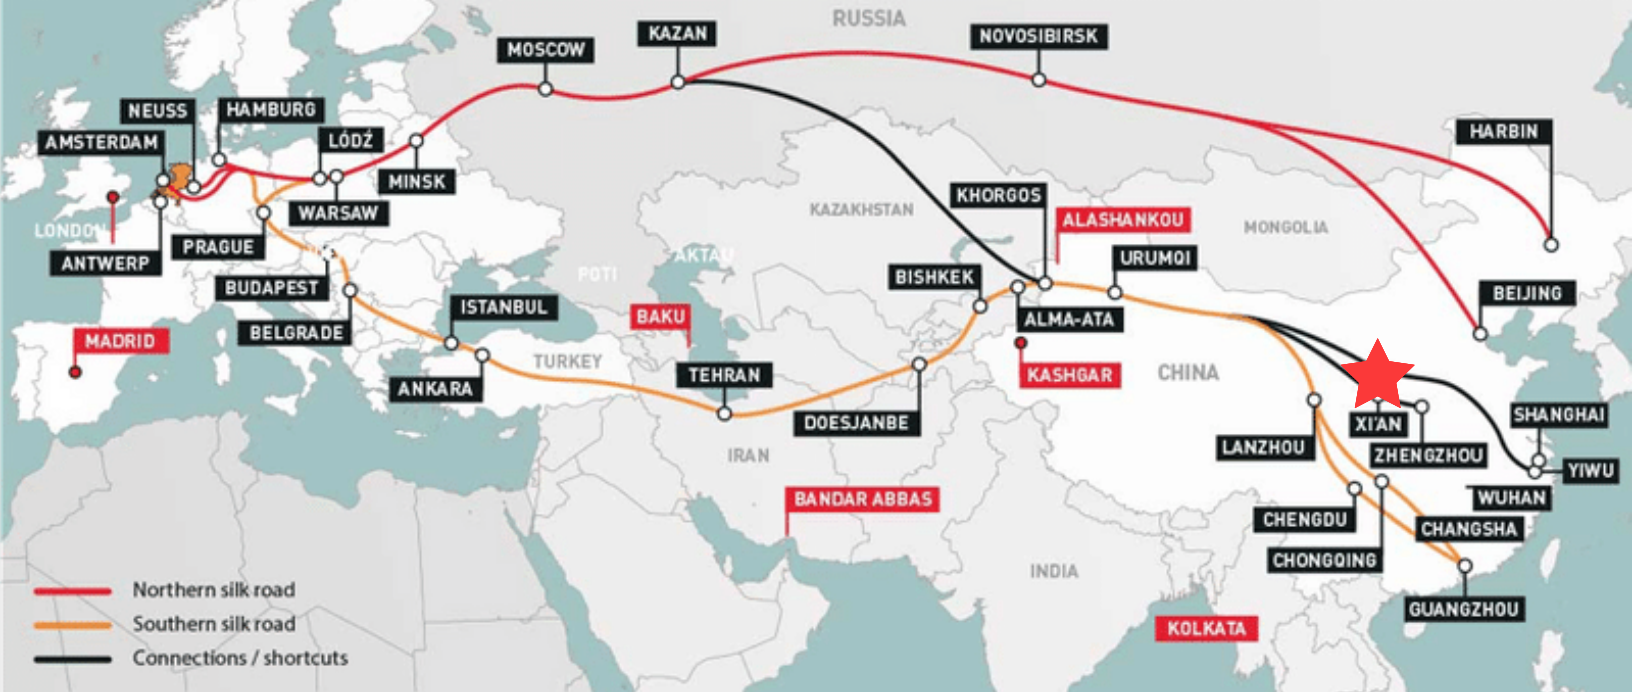 RUSSIA
KAZAN
MOSCOW
NOVOSIBIRSK
NEUSS
HAMBURG
AMSTERDAM
LÓDŹ
HARBIN
MINSK
KHORGOS
KAZAKHSTAN
ALASHANKOU
WARSAW
MONGOLIA
LONDON
PRAGUE
ANTWERP
AKTAU
URUMQI
POTI
BISHKEK
BUDAPEST
BEIJING
ISTANBUL
BAKU
ALMA-ATA
BELGRADE
MADRID
TURKEY
TEHRAN
KASHGAR
CHINA
ANKARA
DOESJANBE
XI'AN
SHANGHAI
LANZHOU
ZHENGZHOU
IRAN
YIWU
BANDAR ABBAS
WUHAN
CHENGDU
CHANGSHA
CHONGQING
INDIA
GUANGZHOU
KOLKATA
Northern silk road
Southern silk road
Connections / shortcuts